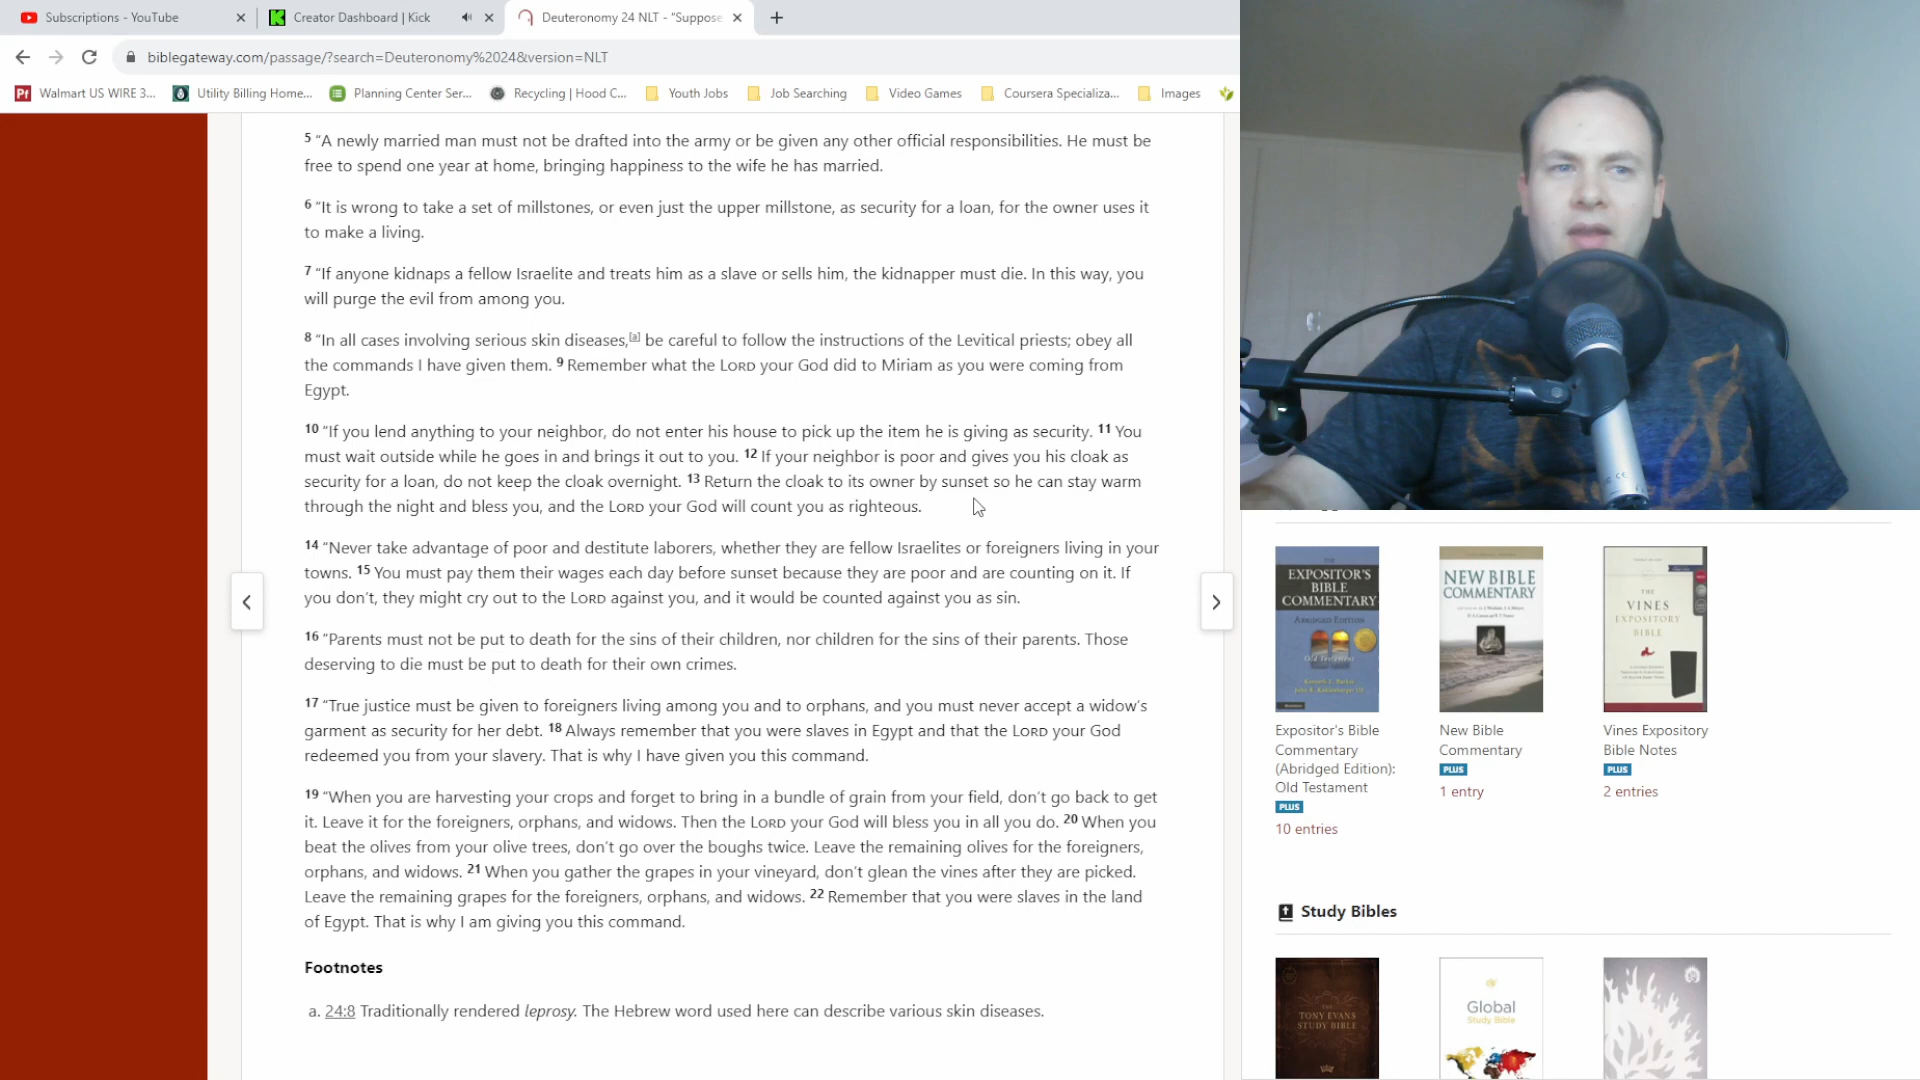 Subscriptions - YouTube
Creator Dashboard | Kick
Deuteronomy 24 NLT - “Suppose
biblegateway.com/passage/?search=Deuteronomy%2024&version=NLT
Walmart US WIRE 3...
Utility Billing Home...
Planning Center Ser...
Recycling | Hood C...
Youth Jobs
Job Searching
Video Games
Coursera Specializa...
Images
5 “A newly married man must not be drafted into the army or be given any other official responsibilities. He must be
free to spend one year at home, bringing happiness to the wife he has married.
6 “It is wrong to take a set of millstones, or even just the upper millstone, as security for a loan, for the owner uses it
to make a living.
7 “If anyone kidnaps a fellow Israelite and treats him as a slave or sells him, the kidnapper must die. In this way, you
will purge the evil from among you.
8 “In all cases involving serious skin diseases,[a] be careful to follow the instructions of the Levitical priests; obey all
the commands I have given them. 9 Remember what the LORD your God did to Miriam as you were coming from
Egypt.
10 “If you lend anything to your neighbor, do not enter his house to pick up the item he is giving as security. 11 You
must wait outside while he goes in and brings it out to you. 12 If your neighbor is poor and gives you his cloak as
security for a loan, do not keep the cloak overnight. 13 Return the cloak to its owner by sunset so he can stay warm
through the night and bless you, and the LORD your God will count you as righteous.
14 “Never take advantage of poor and destitute laborers, whether they are fellow Israelites or foreigners living in your
towns. 15 You must pay them their wages each day before sunset because they are poor and are counting on it. If
you don’t, they might cry out to the LORD against you, and it would be counted against you as sin.
16 “Parents must not be put to death for the sins of their children, nor children for the sins of their parents. Those
deserving to die must be put to death for their own crimes.
17 “True justice must be given to foreigners living among you and to orphans, and you must never accept a widow’s
garment as security for her debt. 18 Always remember that you were slaves in Egypt and that the LORD your God
redeemed you from your slavery. That is why I have given you this command.
19 “When you are harvesting your crops and forget to bring in a bundle of grain from your field, don’t go back to get
it. Leave it for the foreigners, orphans, and widows. Then the LORD your God will bless you in all you do. 20 When you
beat the olives from your olive trees, don’t go over the boughs twice. Leave the remaining olives for the foreigners,
orphans, and widows. 21 When you gather the grapes in your vineyard, don’t glean the vines after they are picked.
Leave the remaining grapes for the foreigners, orphans, and widows. 22 Remember that you were slaves in the land
of Egypt. That is why I am giving you this command.
Footnotes
a. 24:8 Traditionally rendered leprosy. The Hebrew word used here can describe various skin diseases.
THE
EXPOSITOR'S
BIBLE
COMMENTARY
ABRIDGED EDITION
Old Testament
Expositor's Bible
Commentary
(Abridged Edition):
Old Testament
PLUS
10 entries
NEW BIBLE
COMMENTARY
New Bible
Commentary
PLUS
1 entry
THE
VINES
EXPOSITORY
BIBLE
Vines Expository
Bible Notes
PLUS
2 entries
Study Bibles
THE
TONY EVANS
STUDY BIBLE
Global
Study Bible